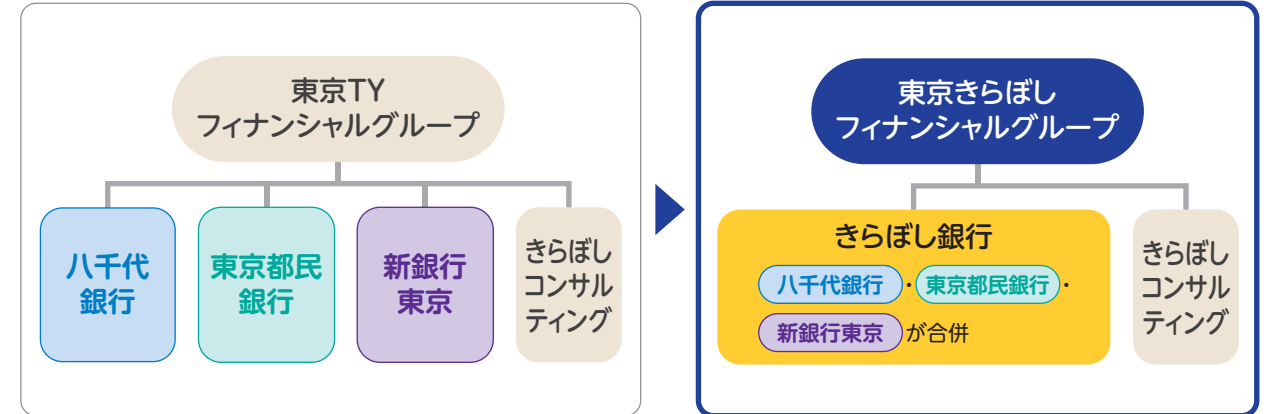 東京TY
フィナンシャルグループ
八千代
銀行
東京都民
銀行
新銀行
東京
きらぼし
コンサル
ティング
東京きらぼし
フィナンシャルグループ
きらぼし銀行
八千代銀行・東京都民銀行・
新銀行東京が合併
きらぼし
コンサル
ティング